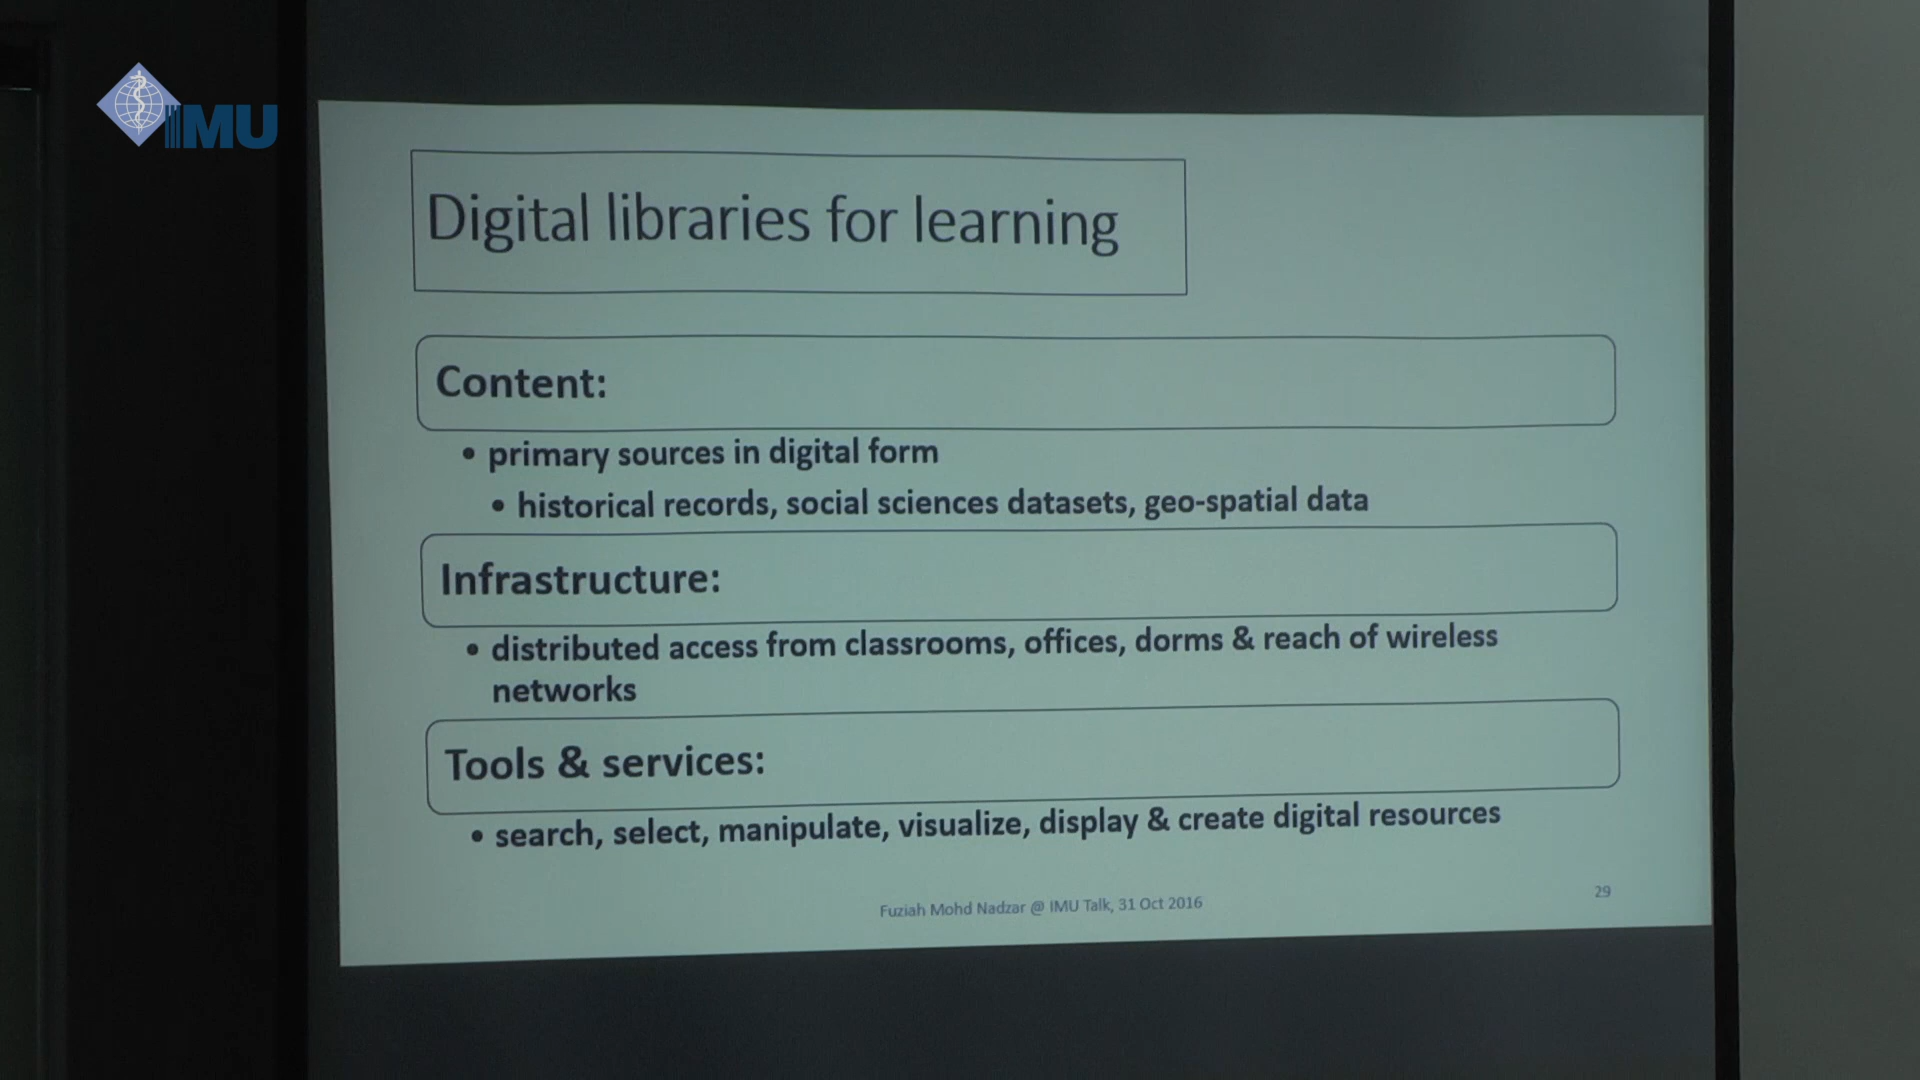 IMU
Digital libraries for learning
Content:
• primary sources in digital form
• historical records, social sciences datasets, geo-spatial data
Infrastructure:
• distributed access from classrooms, offices, dorms & reach of wireless
networks
Tools & services:
• search, select, manipulate, visualize, display & create digital resources
Fuziah Mohd Nadzar @ IMU Talk, 31 Oct 2016
29